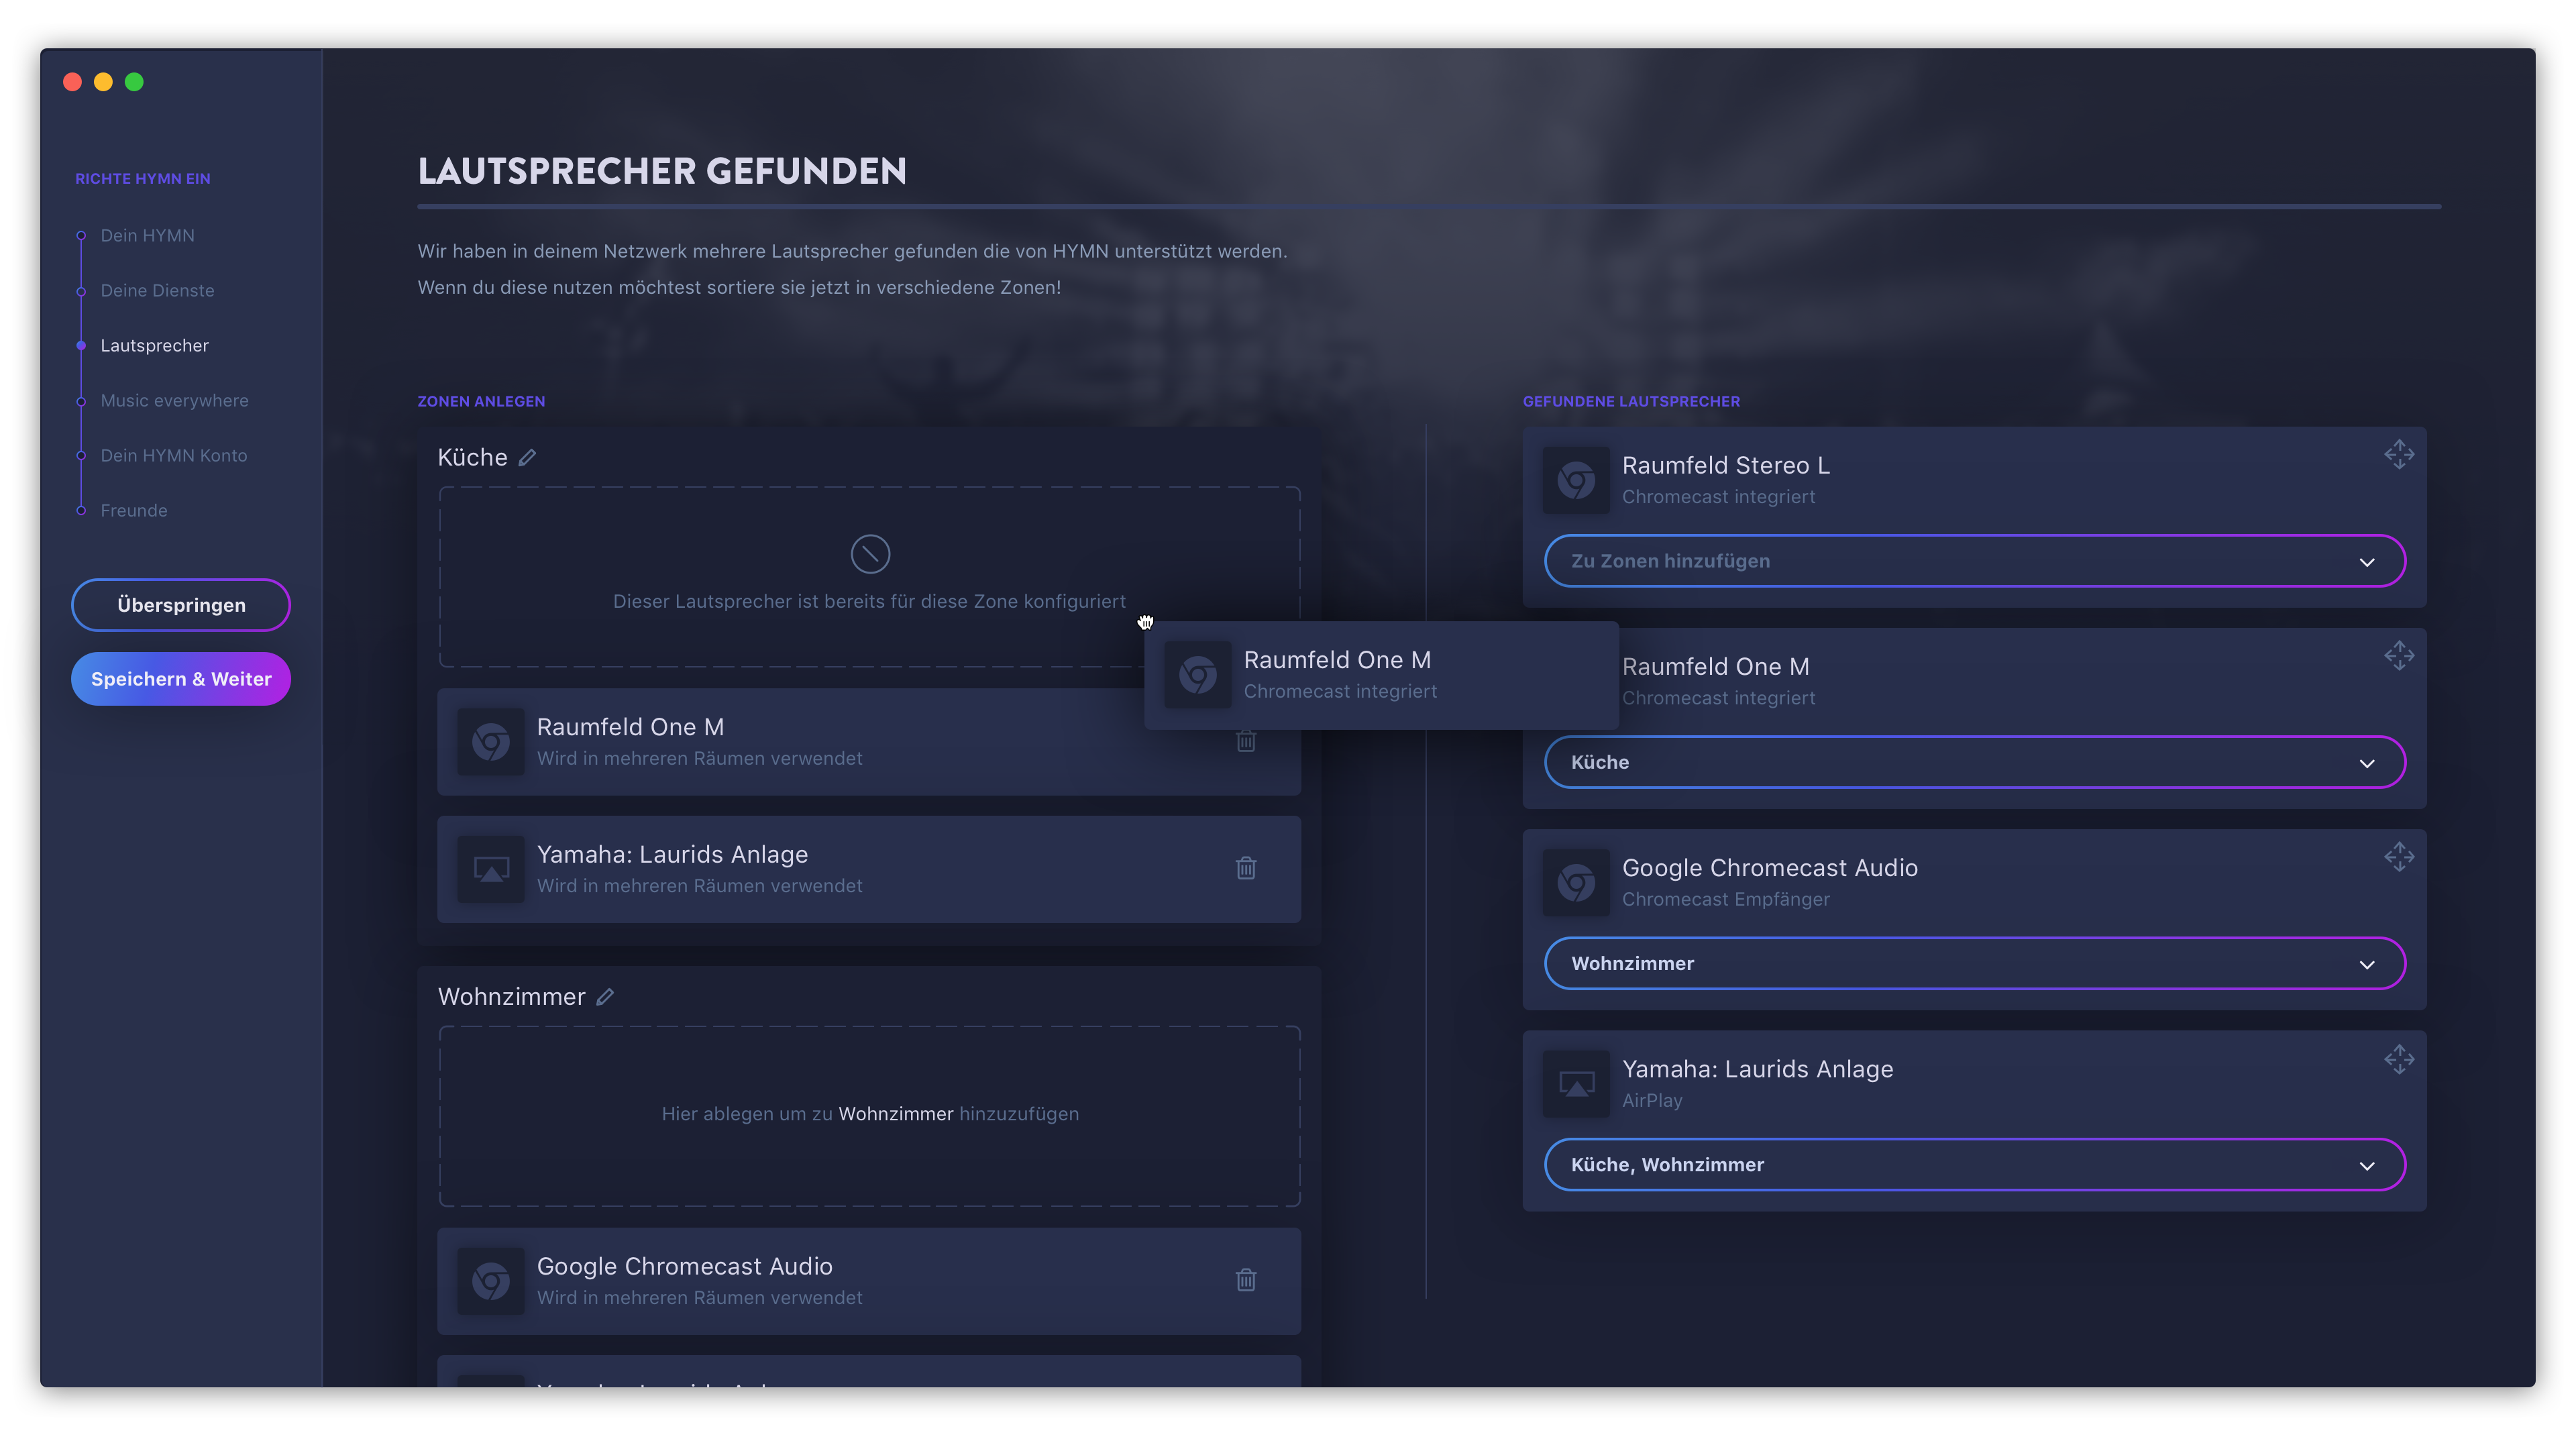 RICHTE HYMN EIN
Dein HYMN
Deine Dienste
Lautsprecher
Music everywhere
Dein HYMN Konto
Freunde
Überspringen
Speichern & Weiter
LAUTSPRECHER GEFUNDEN
Wir haben in deinem Netzwerk mehrere Lautsprecher gefunden die von HYMN unterstützt werden.
Wenn du diese nutzen möchtest sortiere sie jetzt in verschiedene Zonen!
ZONEN ANLEGEN
Küche
Dieser Lautsprecher ist bereits für diese Zone konfiguriert
Raumfeld One M
Chromecast integriert
Raumfeld One M
Wird in mehreren Räumen verwendet
Yamaha: Laurids Anlage
Wird in mehreren Räumen verwendet
Wohnzimmer
Hier ablegen um zu Wohnzimmer hinzuzufügen
Google Chromecast Audio
Wird in mehreren Räumen verwendet
GEFUNDENE LAUTSPRECHER
Raumfeld Stereo L
Chromecast integriert
Zu Zonen hinzufügen
Raumfeld One M
Chromecast integriert
Küche
Google Chromecast Audio
Chromecast Empfänger
Wohnzimmer
Yamaha: Laurids Anlage
AirPlay
Küche, Wohnzimmer